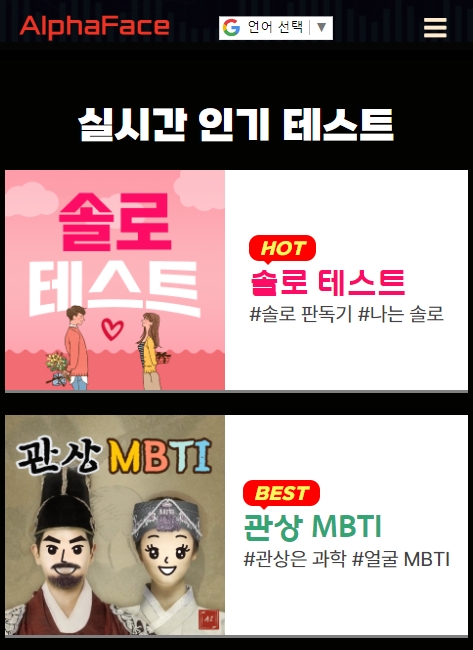 AlphaFace
언어 선택 ▼
실시간 인기 테스트
솔로
테스트
HOT
솔로 테스트
#솔로 판독기 #나는 솔로
관상 MBTI
BEST
관상 MBTI
#관상은 과학 #얼굴 MBTI